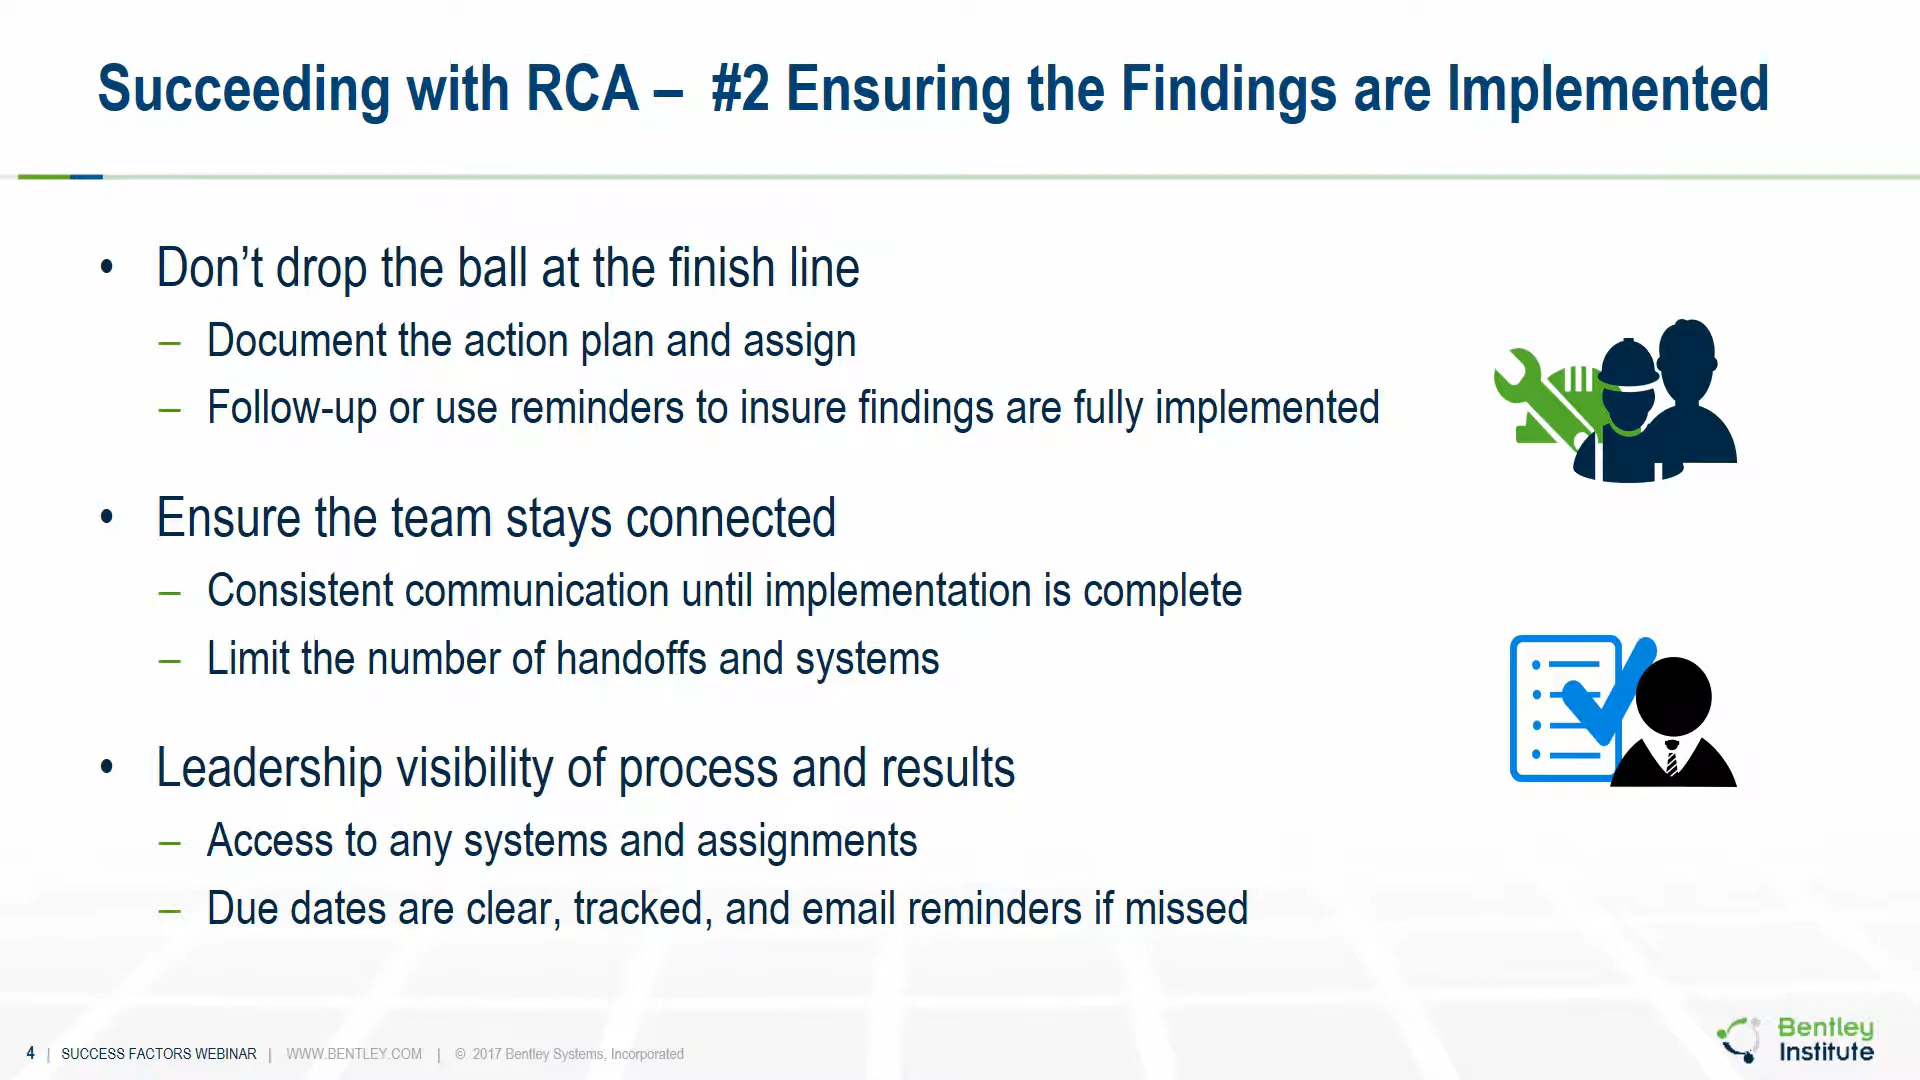 Succeeding with RCA – #2 Ensuring the Findings are Implemented
• Don’t drop the ball at the finish line
– Document the action plan and assign
– Follow-up or use reminders to insure findings are fully implemented
• Ensure the team stays connected
– Consistent communication until implementation is complete
– Limit the number of handoffs and systems
• Leadership visibility of process and results
– Access to any systems and assignments
– Due dates are clear, tracked, and email reminders if missed
4 | SUCCESS FACTORS WEBINAR | WWW.BENTLEY.COM | © 2017 Bentley Systems, Incorporated
Bentley
Institute